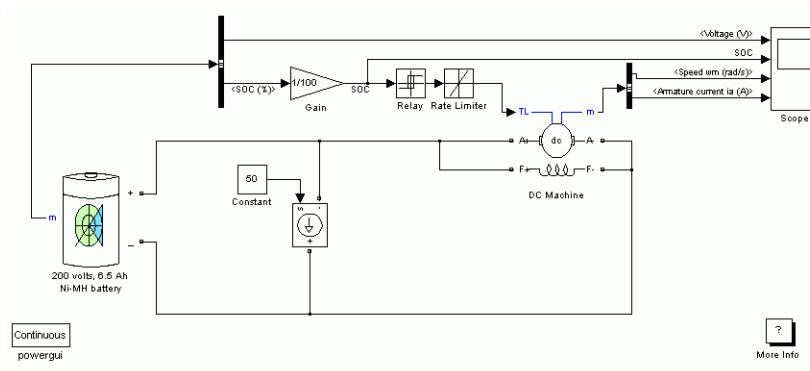 <Voltage (V)>
SOC
<Speed wm (rad/s)>
<Armature current ia (A)>
Scope
<SOC (%)>
1/100
Gain
SOC
Relay
Rate Limiter
TL
m
A+
dc
A-
F+
F-
DC Machine
50
Constant
s
-
+
+
_
m
200 volts, 6.5 Ah
Ni-MH battery
Continuous
powergui
?
More Info